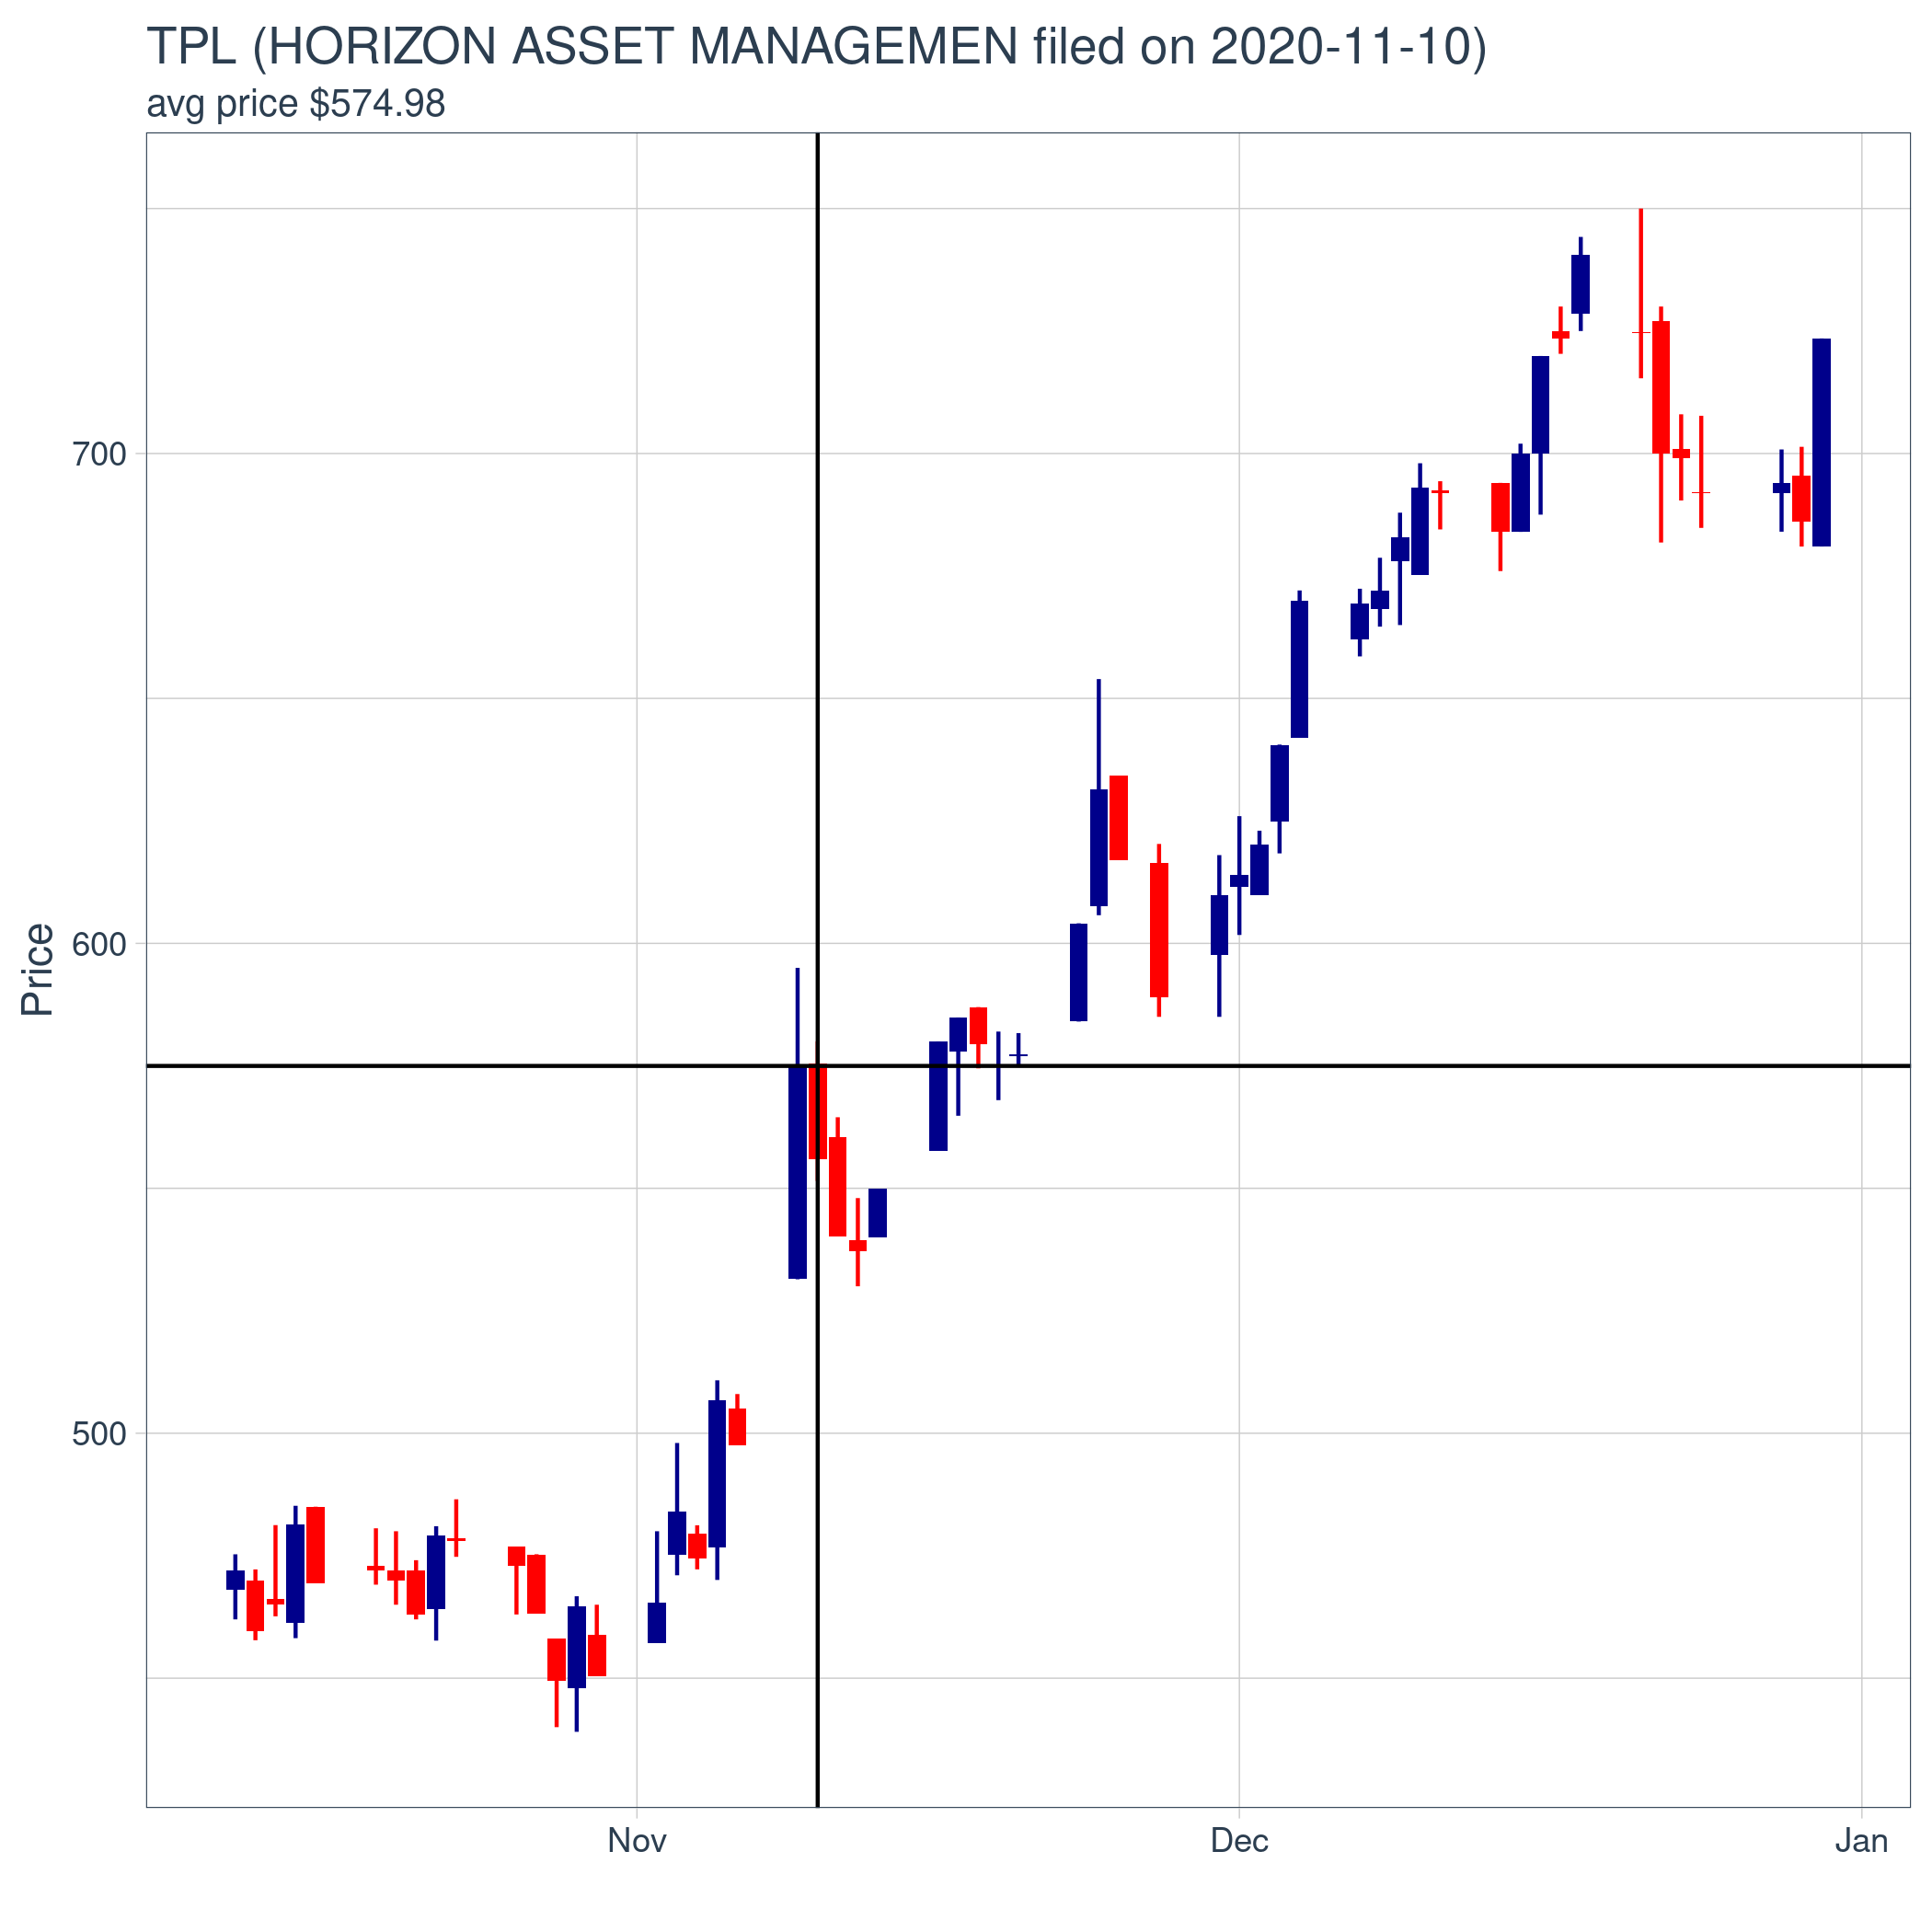 TPL (HORIZON ASSET MANAGEMEN filed on 2020-11-10)
avg price $574.98
700
600
500
Price
Nov Dec Jan